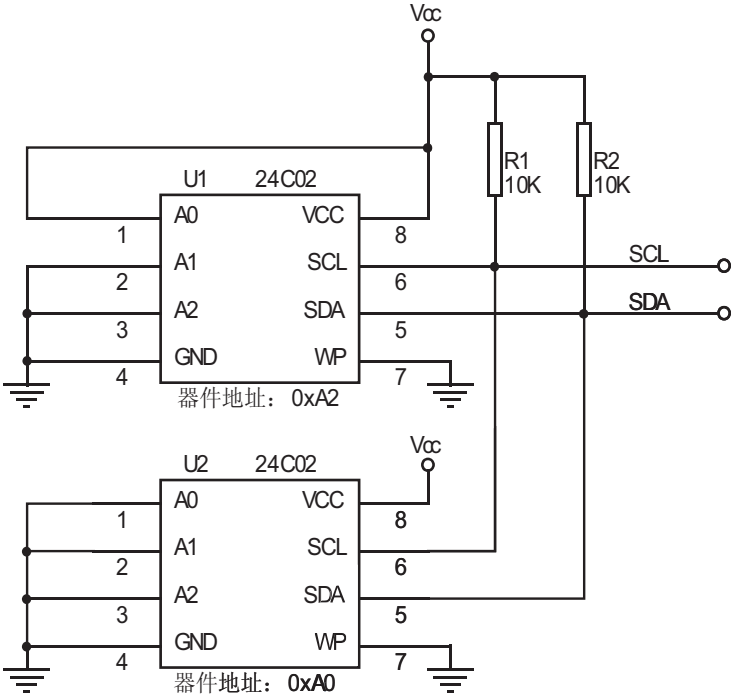 Vcc
U1 24C02
R1
10K
R2
10K
A0 VCC
1 8
A1 SCL
2 6
SCL
A2 SDA
3 5
SDA
GND WP
4 7
器件地址：0xA2
Vcc
U2 24C02
A0 VCC
1 8
A1 SCL
2 6
A2 SDA
3 5
GND WP
4 7
器件地址：0xA0